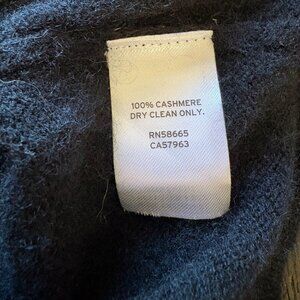 100% CASHMERE
DRY CLEAN ONLY.
RN58665
CA57963